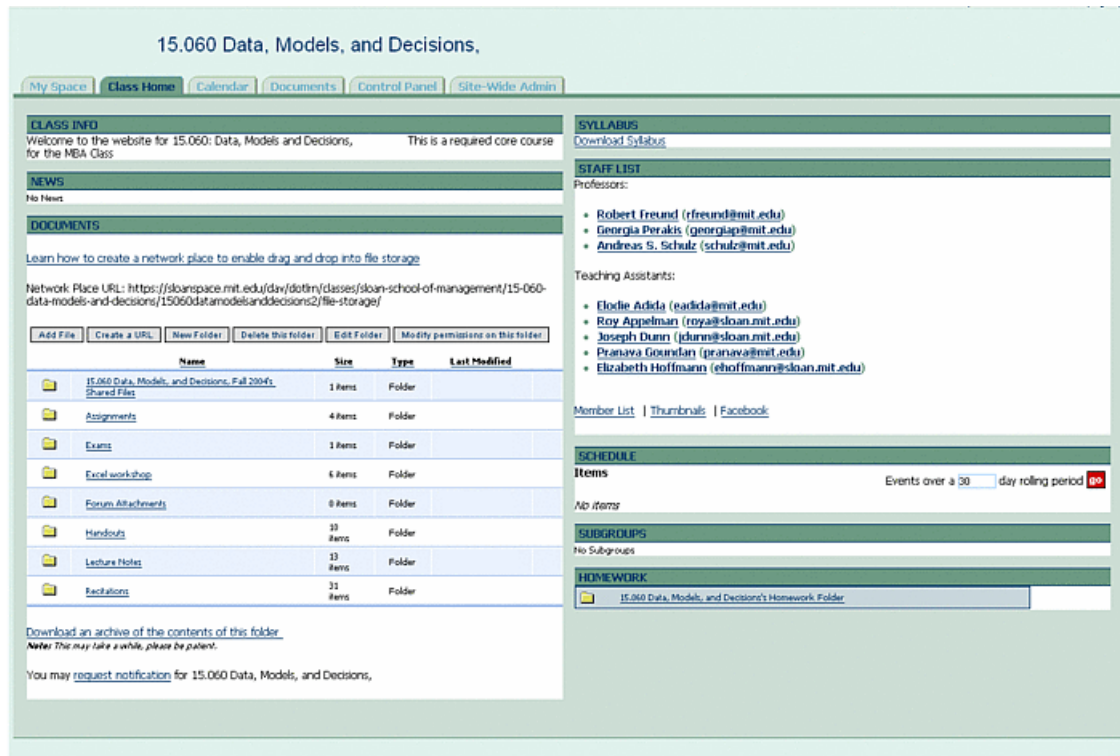 15.060 Data, Models, and Decisions,
My Space Class Home Calendar Documents Control Panel Site-Wide Admin
CLASS INFO
Welcome to the website for 15.060: Data, Models and Decisions, This is a required core course
for the MBA Class
NEWS
No News
DOCUMENTS
Learn how to create a network place to enable drag and drop into file storage
Network Place URL: https://sloanspace.mit.edu/dav/dotlrn/classes/sloan-school-of-management/15-060-
data-models-and-decisions/15060datamodelsanddecisions2/file-storage/
Add File Create a URL New Folder Delete this folder Edit Folder Modify permissions on this folder
Name Size Type Last Modified
15.060 Data, Models, and Decisions, Fall 2004's
Shared Files 1 items Folder
Assignments 4 items Folder
Exams 1 items Folder
Excel workshop 6 items Folder
Forum Attachments 0 items Folder
Handouts 10 items Folder
Lecture Notes 13 items Folder
Recitations 31 items Folder
Download an archive of the contents of this folder
Note: This may take a while, please be patient.
You may request notification for 15.060 Data, Models, and Decisions,
SYLLABUS
Download Syllabus
STAFF LIST
Professors:
Robert Freund (rfreund@mit.edu)
Georgia Perakis (georgiap@mit.edu)
Andreas S. Schulz (schulz@mit.edu)
Teaching Assistants:
Elodie Adida (eadida@mit.edu)
Roy Appelman (roya@sloan.mit.edu)
Joseph Dunn (jdunn@sloan.mit.edu)
Pranava Goundan (pranava@mit.edu)
Elizabeth Hoffmann (ehoffmann@sloan.mit.edu)
Member List | Thumbnails | Facebook
SCHEDULE
Items
Events over a 30 day rolling period go
No items
SUBGROUPS
No Subgroups
HOMEWORK
15.060 Data, Models, and Decisions's Homework Folder